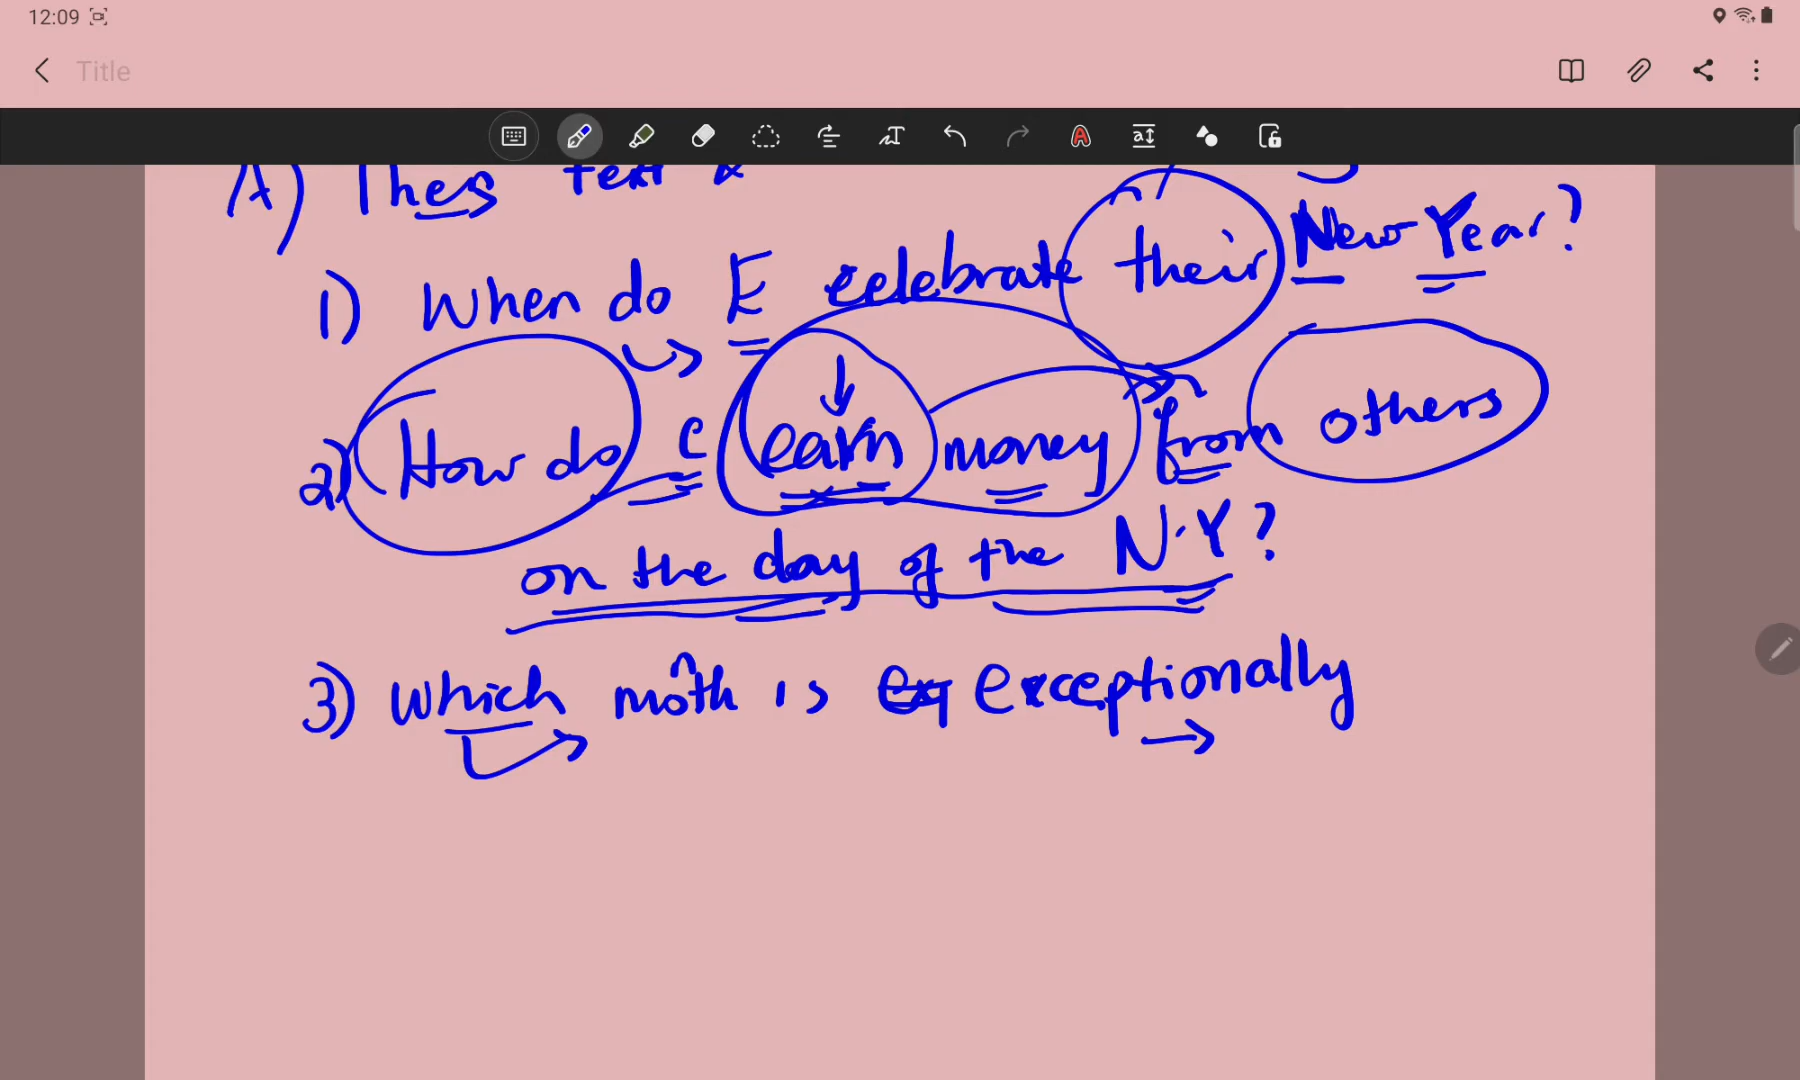 12:09
Title
A) Thes text &
1) When do E celebrate their New Year?
2) How do C earn money from others
on the day of the N.Y?
3) which moth is exceptionally